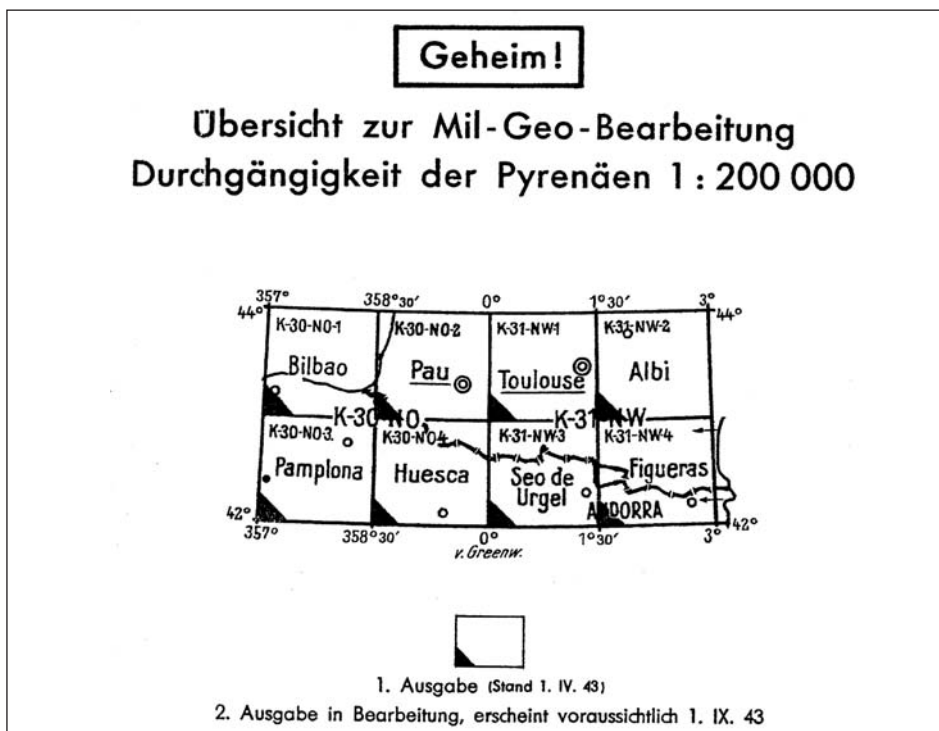 Geheim!
Übersicht zur Mil-Geo-Bearbeitung
Durchgängigkeit der Pyrenäen 1 : 200 000
357° 358°30′ 0° 1°30′ 3°
44° 44°
K-30-NO-1 K-30-NO-2 K-31-NW-1 K-31-NW-2
Bilbao Pau Toulouse Albi
K-30-NO K-31-NW
K-30-NO-3 K-30-NO-4 K-31-NW-3 K-31-NW-4
Pamplona Huesca Seo de Urgel Figueras
ANDORRA
42° 42°
357° 358°30′ 0° 1°30′ 3°
v. Greenw.
1. Ausgabe (Stand 1. IV. 43)
2. Ausgabe in Bearbeitung, erscheint voraussichtlich 1. IX. 43